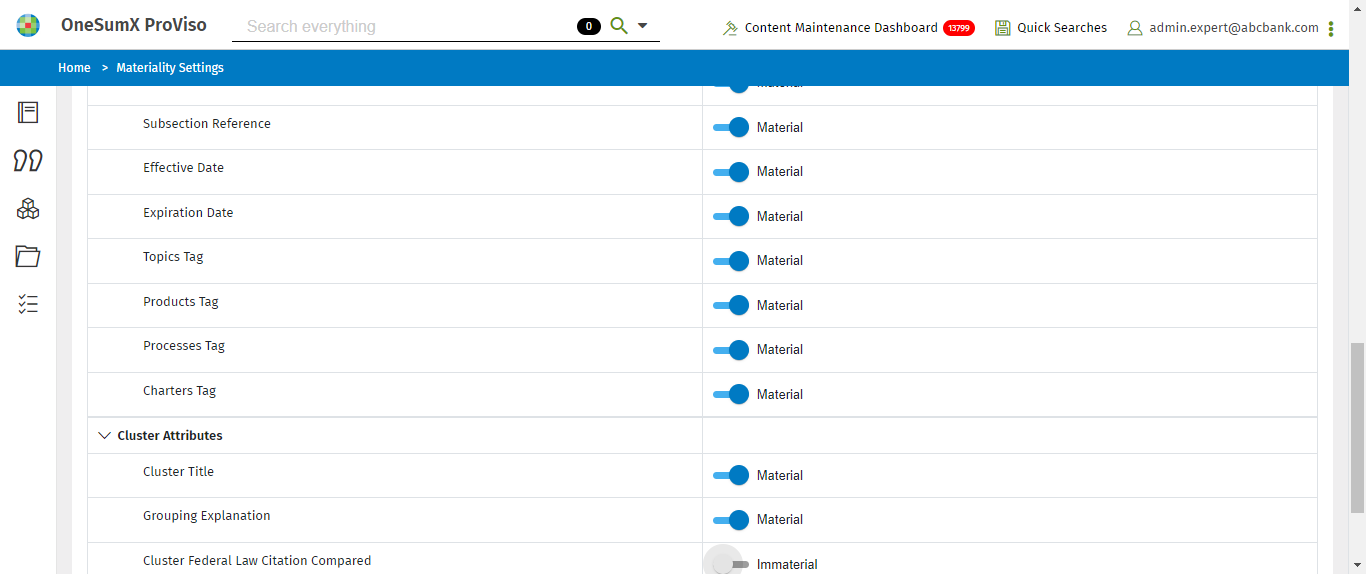 OneSumX ProViso
Search everything
0
Content Maintenance Dashboard 13799
Quick Searches
admin.expert@abcbank.com
Home > Materiality Settings
Material
Subsection Reference Material
Effective Date Material
Expiration Date Material
Topics Tag Material
Products Tag Material
Processes Tag Material
Charters Tag Material
Cluster Attributes
Cluster Title Material
Grouping Explanation Material
Cluster Federal Law Citation Compared Immaterial